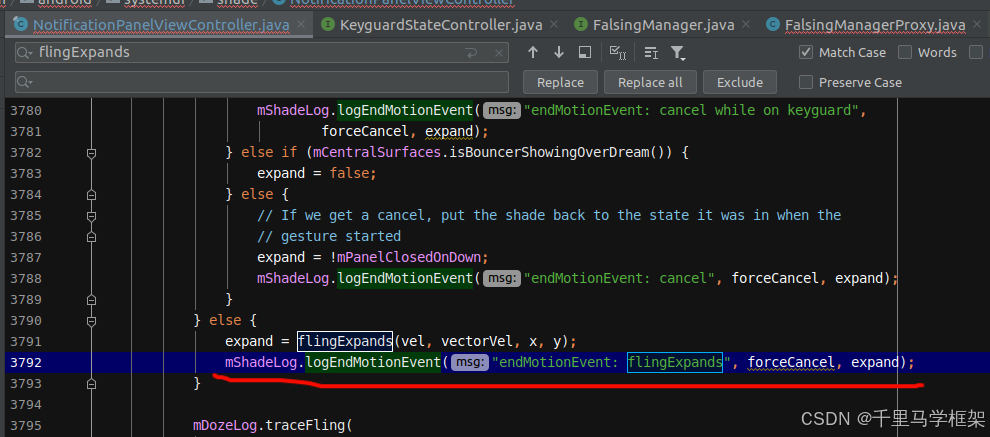 NotificationPanelViewController.java KeyguardStateController.java FalsingManager.java FalsingManagerProxy.java
flingExpands Match Case Words
Replace Replace all Exclude Preserve Case
3780 mShadeLog.logEndMotionEvent( msg: "endMotionEvent: cancel while on keyguard",
3781 forceCancel, expand);
3782 } else if (mCentralSurfaces.isBouncerShowingOverDream()) {
3783 expand = false;
3784 } else {
3785 // If we get a cancel, put the shade back to the state it was in when the
3786 // gesture started
3787 expand = !mPanelClosedOnDown;
3788 mShadeLog.logEndMotionEvent( msg: "endMotionEvent: cancel", forceCancel, expand);
3789 }
3790 } else {
3791 expand = flingExpands(vel, vectorVel, x, y);
3792 mShadeLog.logEndMotionEvent( msg: "endMotionEvent: flingExpands", forceCancel, expand);
3793 }
3794
3795 mDozeLog.traceFling(
CSDN @千里马学框架